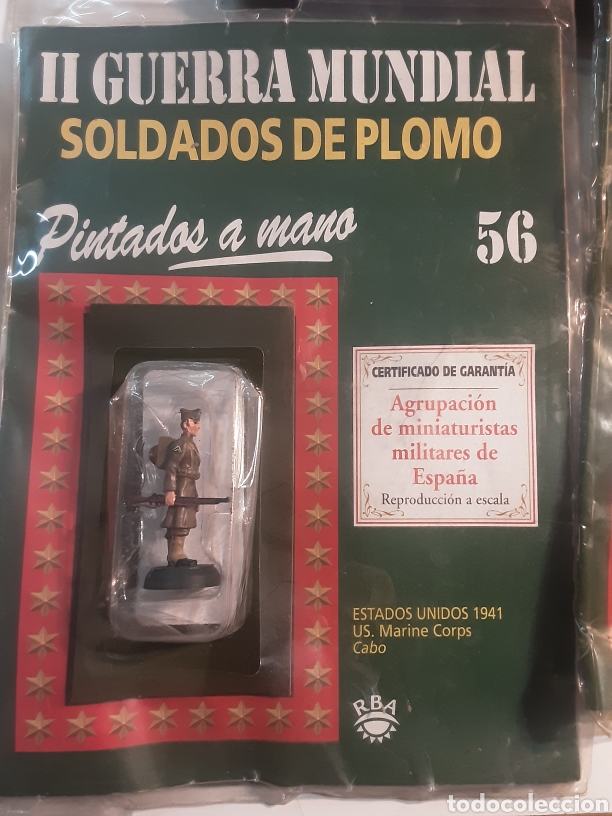 II GUERRA MUNDIAL
SOLDADOS DE PLOMO
Pintados a mano
56
CERTIFICADO DE GARANTÍA
Agrupación
de miniaturistas
militares de
España
Reproducción a escala
ESTADOS UNIDOS 1941
US. Marine Corps
Cabo
RBA
todocoleccion